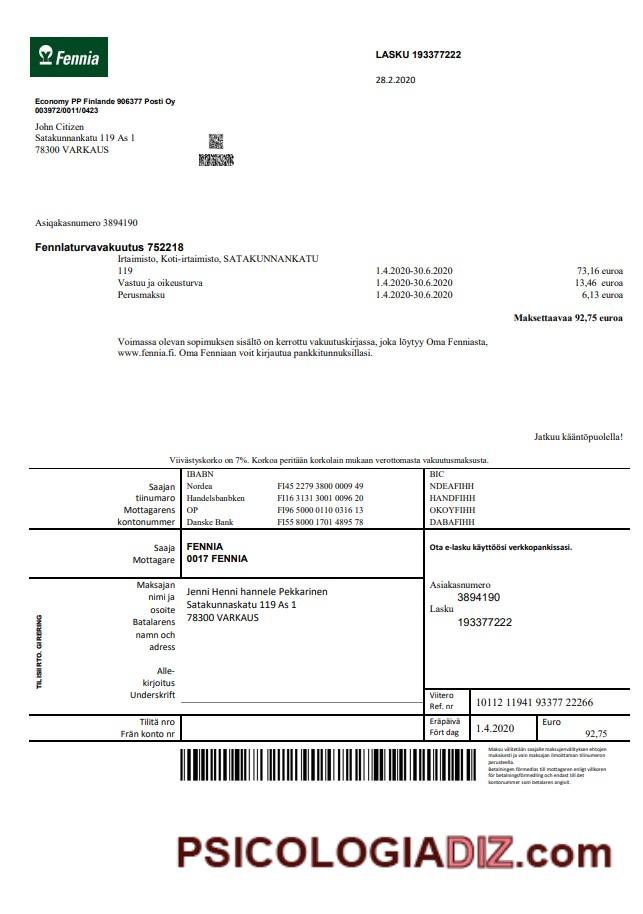 Fennia
LASKU 193377222
28.2.2020
Economy PP Finlande 906377 Posti Oy
003972/0011/0423
John Citizen
Satakunnankatu 119 As 1
78300 VARKAUS
Asiqakasnumero 3894190
Fennlaturvavakuutus 752218
Irtaimisto, Koti-irtaimisto, SATAKUNNANKATU
119 1.4.2020-30.6.2020 73,16 euroa
Vastuu ja oikeusturva 1.4.2020-30.6.2020 13,46 euroa
Perusmaksu 1.4.2020-30.6.2020 6,13 euroa
Maksettaavaa 92,75 euroa
Voimassa olevan sopimuksen sisältö on kerrottu vakuutuskirjassa, joka löytyy Oma Fenniasta,
www.fennia.fi. Oma Fenniaan voit kirjautua pankkitunnuksillasi.
Jatkuu kääntöpuolella!
Viivästyskorko on 7%. Korkoa peritään korkolain mukaan verottomasta vakuutusmaksusta.
IBABN BIC
Saajan Nordea FI45 2279 3800 0009 49 NDEAFIHH
tiinumaro Handelsbanbken FI16 3131 3001 0096 20 HANDFIHH
Mottagarens OP FI96 5000 0110 0316 13 OKOYFIHH
kontonummer Danske Bank FI55 8000 1701 4895 78 DABAFIHH
Saaja FENNIA
Mottagare 0017 FENNIA
Ota e-lasku käyttöösi verkkopankissasi.
Maksajan
nimi ja
osoite
Batalarens
namn och
adress
Jenni Henni hannele Pekkarinen
Satakunnaskatu 119 As 1
78300 VARKAUS
Asiakasnumero
3894190
Lasku
193377222
TILISIIRTO. GIRERING
Alle-
kirjoitus
Underskrift
Viitero
Ref. nr 10112 11941 93377 22266
Tilitä nro
Från konto nr
Eräpäivä
Fört dag 1.4.2020
Euro
92,75
Maksu välitetään saajalle maksujenvälityksen ehtojen
mukaisesti ja vain maksajan ilmoittaman tilinumeron
perusteella.
Betalningen förmedlas till mottagaren enligt villkoren
för betalningsförmedling och endast till det
kontonummer som betalaren angivit.
PSICOLOGIADIZ.com